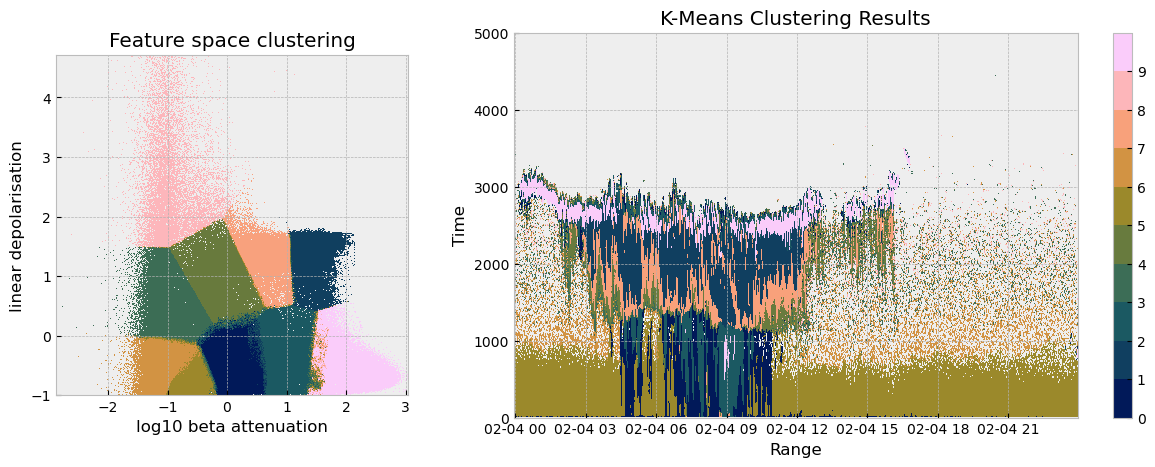 Feature space clustering
linear depolarisation
4
3
2
1
0
−1
−2 −1 0 1 2 3
log10 beta attenuation
K-Means Clustering Results
Time
5000
4000
3000
2000
1000
0
02-04 00 02-04 03 02-04 06 02-04 09 02-04 12 02-04 15 02-04 18 02-04 21
Range
9
8
7
6
5
4
3
2
1
0